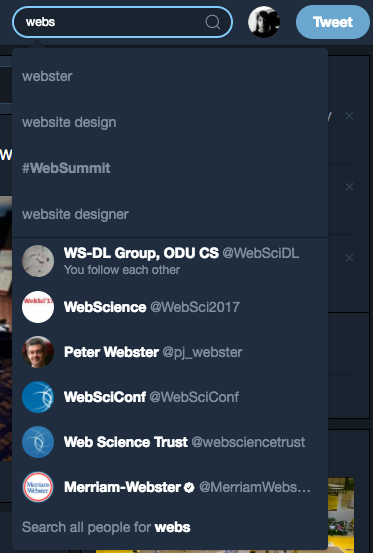 webs
Tweet
webster
website design
#WebSummit
website designer
WS-DL Group, ODU CS @WebSciDL
You follow each other
WebScience @WebSci2017
Peter Webster @pj_webster
WebSciConf @WebSciConf
Web Science Trust @websciencetrust
Merriam-Webster @MerriamWebs...
Search all people for webs